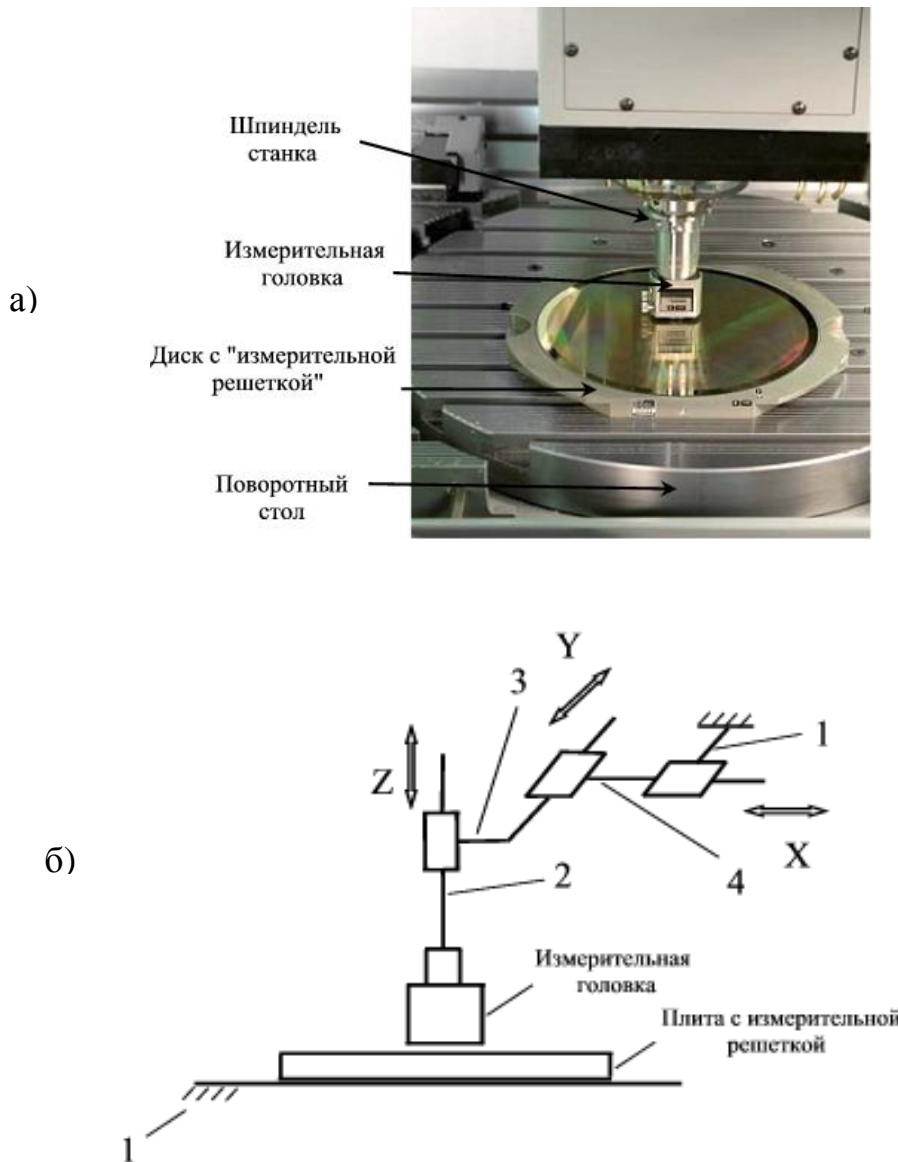 Шпиндель
станка
Измерительная
головка
а)
Диск с "измерительной
решеткой"
Поворотный
стол
Y
3
1
Z
X
4
б)
2
Измерительная
головка
Плита с измерительной
решеткой
1